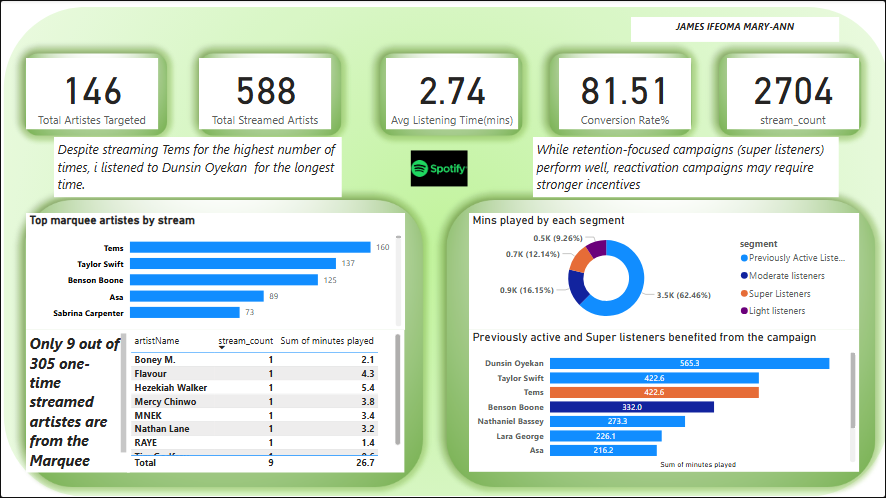 JAMES IFEOMA MARY-ANN
146
Total Artistes Targeted
588
Total Streamed Artists
2.74
Avg Listening Time(mins)
81.51
Conversion Rate%
2704
stream_count
Despite streaming Tems for the highest number of
times, i listened to Dunsin Oyekan for the longest
time.
Spotify
While retention-focused campaigns (super listeners)
perform well, reactivation campaigns may require
stronger incentives
Top marquee artistes by stream
Tems 160
Taylor Swift 137
Benson Boone 125
Asa 89
Sabrina Carpenter 73
Only 9 out of
305 one-
time
streamed
artistes are
from the
Marquee
artistName stream_count Sum of minutes played
Boney M. 1 2.1
Flavour 1 4.3
Hezekiah Walker 1 5.4
Mercy Chinwo 1 3.8
MNEK 1 3.4
Nathan Lane 1 3.2
RAYE 1 1.4
Total 9 26.7
Mins played by each segment
0.5K (9.26%)
0.7K (12.14%)
0.9K (16.15%)
3.5K (62.46%)
segment
Previously Active Liste...
Moderate listeners
Super Listeners
Light listeners
Previously active and Super listeners benefited from the campaign
Dunsin Oyekan 565.3
Taylor Swift 422.6
Tems 422.6
Benson Boone 332.0
Nathaniel Bassey 273.3
Lara George 226.1
Asa 216.2
Sum of minutes played